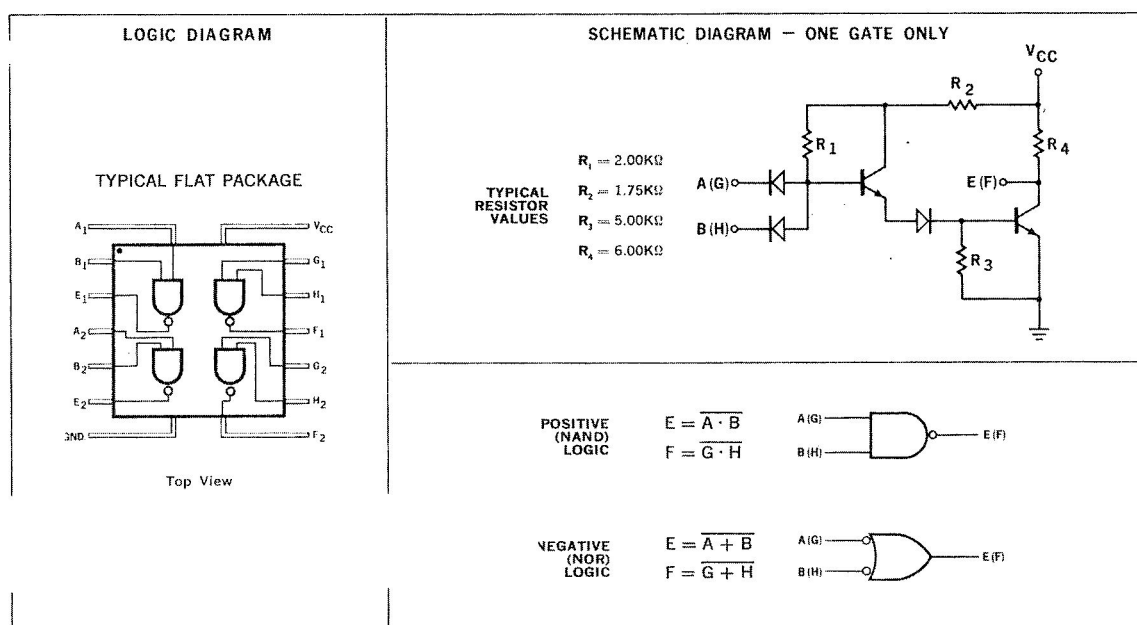 LOGIC DIAGRAM
TYPICAL FLAT PACKAGE
A1
VCC
B1
G1
E1
H1
A2
F1
B2
G2
E2
H2
GND
F2
Top View
SCHEMATIC DIAGRAM — ONE GATE ONLY
VCC
R2
R1
R4
A(G)
E(F)
B(H)
R3
TYPICAL
RESISTOR
VALUES
R1 = 2.00KΩ
R2 = 1.75KΩ
R3 = 5.00KΩ
R4 = 6.00KΩ
POSITIVE
(NAND)
LOGIC
E = A̅ ̅·̅ ̅B̅
F = G̅ ̅·̅ ̅H̅
A(G)
B(H)
E(F)
NEGATIVE
(NOR)
LOGIC
E = A̅ ̅+̅ ̅B̅
F = G̅ ̅+̅ ̅H̅
A(G)
B(H)
E(F)